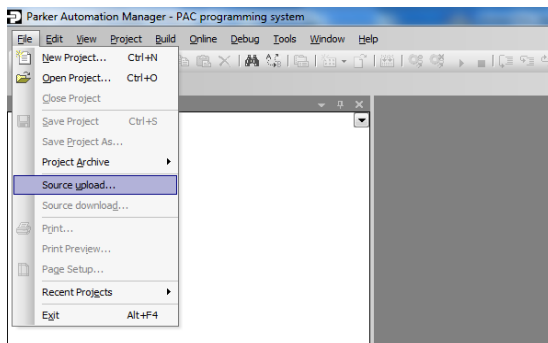 Parker Automation Manager - PAC programming system
File Edit View Project Build Online Debug Tools Window Help
New Project... Ctrl+N
Open Project... Ctrl+O
Close Project
Save Project Ctrl+S
Save Project As...
Project Archive
Source upload...
Source download...
Print...
Print Preview...
Page Setup...
Recent Projects
Exit Alt+F4